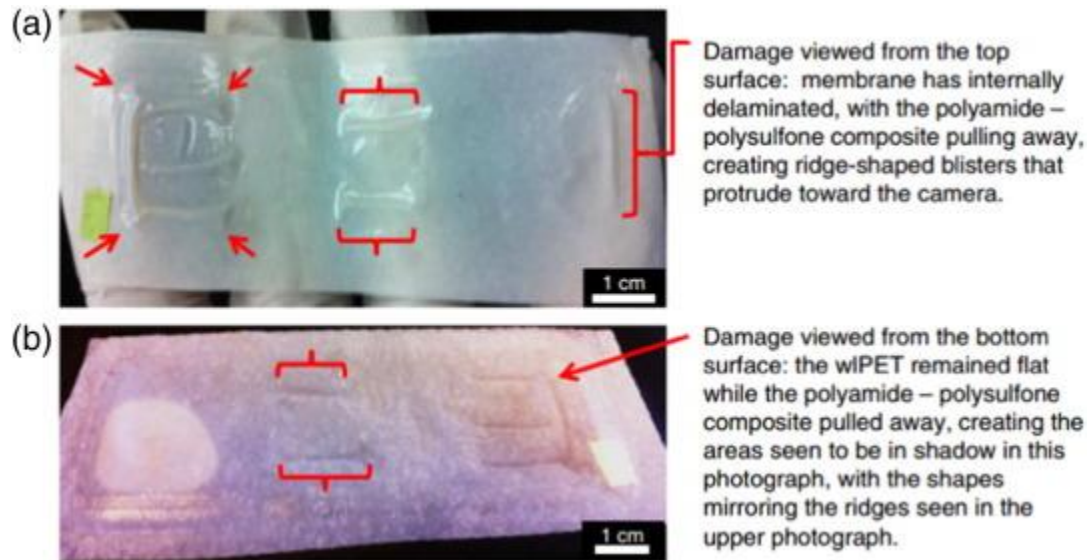 (a)
Damage viewed from the top
surface: membrane has internally
delaminated, with the polyamide –
polysulfone composite pulling away,
creating ridge-shaped blisters that
protrude toward the camera.
1 cm
(b)
Damage viewed from the bottom
surface: the wIPET remained flat
while the polyamide – polysulfone
composite pulled away, creating the
areas seen to be in shadow in this
photograph, with the shapes
mirroring the ridges seen in the
upper photograph.
1 cm